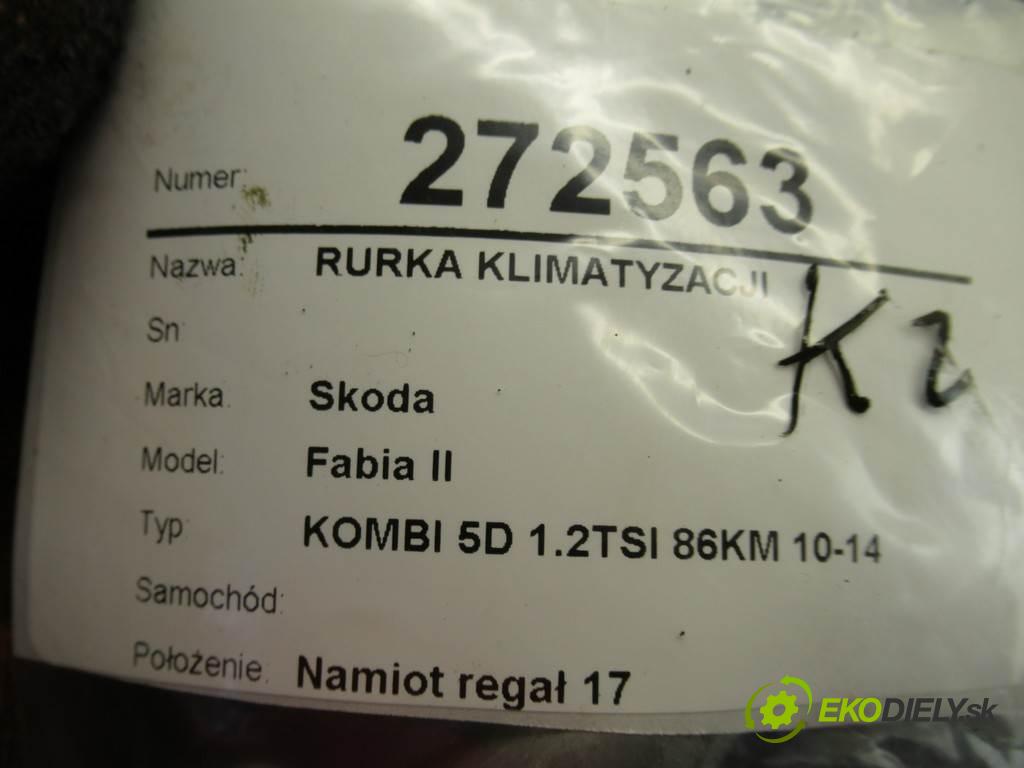 Numer: 272563
Nazwa: RURKA KLIMATYZACJI
K2
Sn
Marka: Skoda
Model: Fabia II
Typ KOMBI 5D 1.2TSI 86KM 10-14
Samochód:
Położenie: Namiot regał 17
EKODIELY.sk